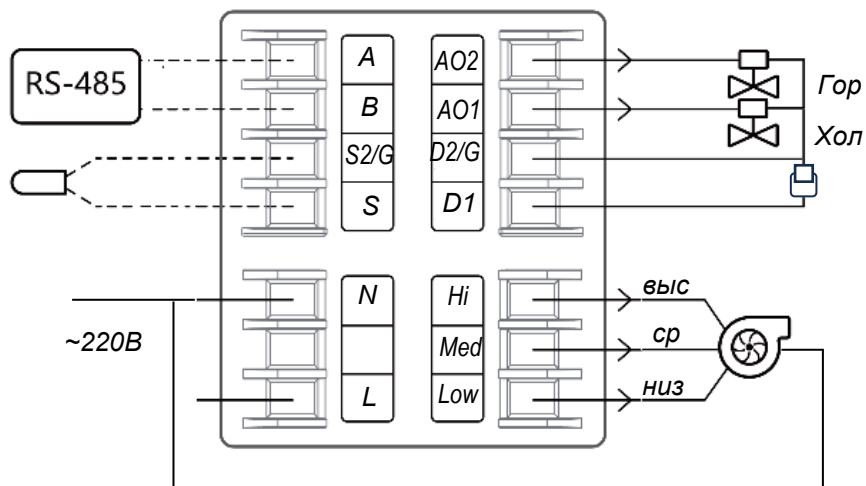 RS-485
A
B
S2/G
S
AO2
AO1
D2/G
D1
Гор
Хол
~220В
N
L
Hi
Med
Low
выс
ср
низ